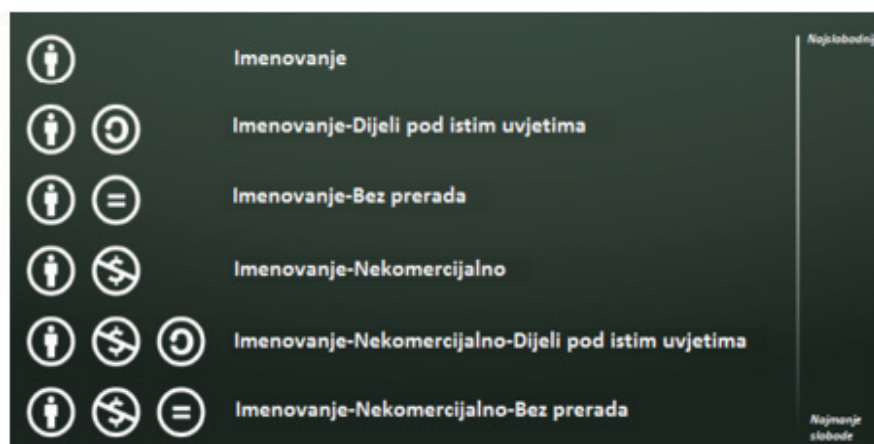 Najslobodnij
Imenovanje
Imenovanje-Dijeli pod istim uvjetima
Imenovanje-Bez prerada
Imenovanje-Nekomercijalno
Imenovanje-Nekomercijalno-Dijeli pod istim uvjetima
Imenovanje-Nekomercijalno-Bez prerada
Najmanje
slobode